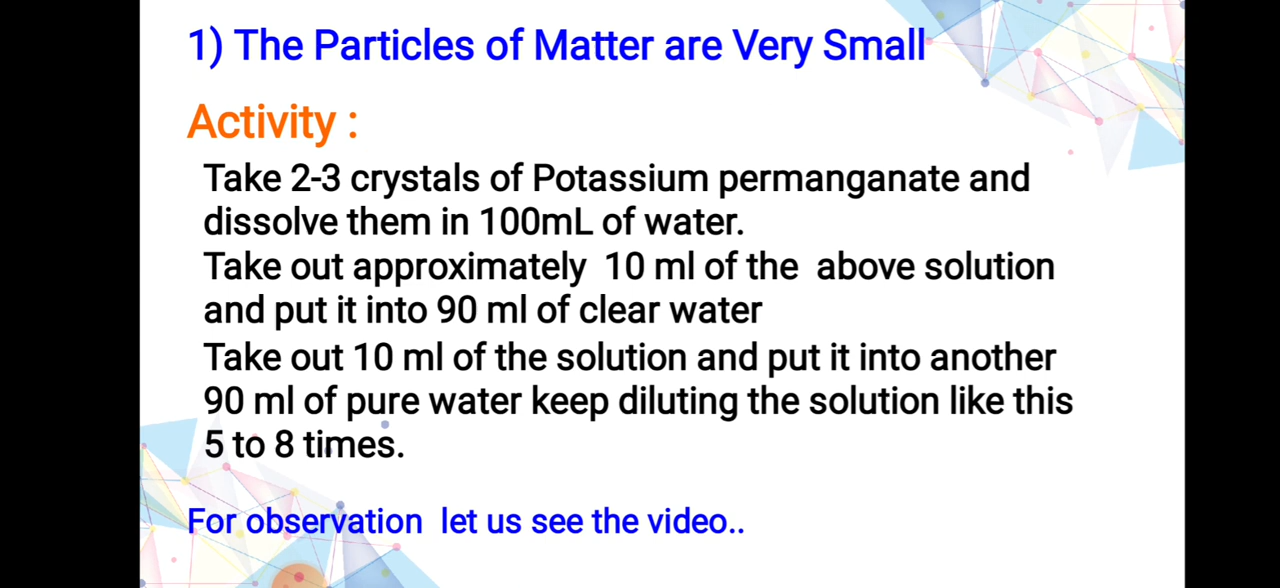 1) The Particles of Matter are Very Small
Activity :
Take 2-3 crystals of Potassium permanganate and
dissolve them in 100mL of water.
Take out approximately 10 ml of the above solution
and put it into 90 ml of clear water
Take out 10 ml of the solution and put it into another
90 ml of pure water keep diluting the solution like this
5 to 8 times.
For observation let us see the video..